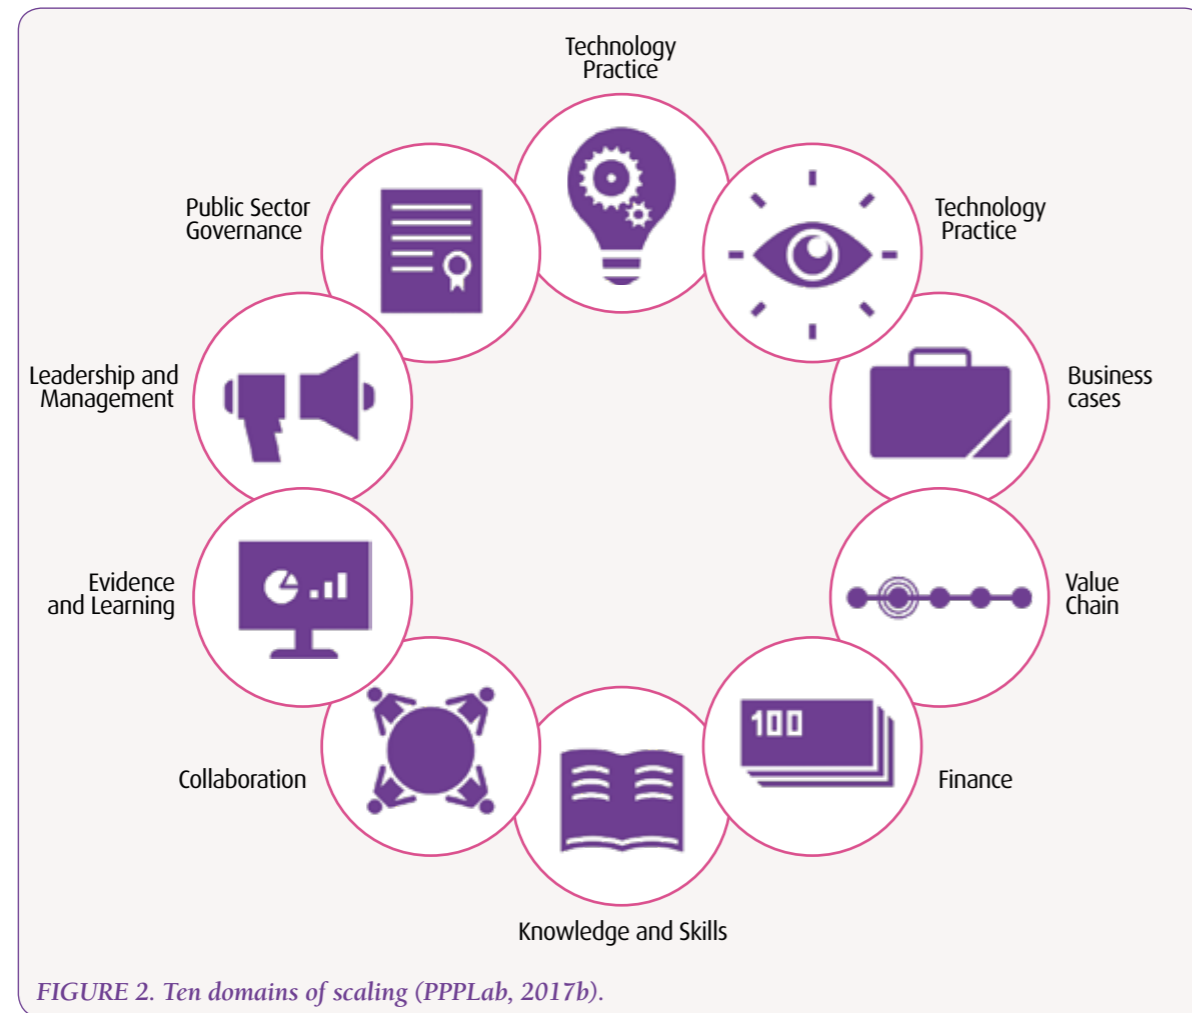 Technology
Practice
Technology
Practice
Business
cases
Value
Chain
100
Finance
Knowledge and Skills
Collaboration
Evidence
and Learning
Leadership and
Management
Public Sector
Governance
FIGURE 2. Ten domains of scaling (PPPLab, 2017b).